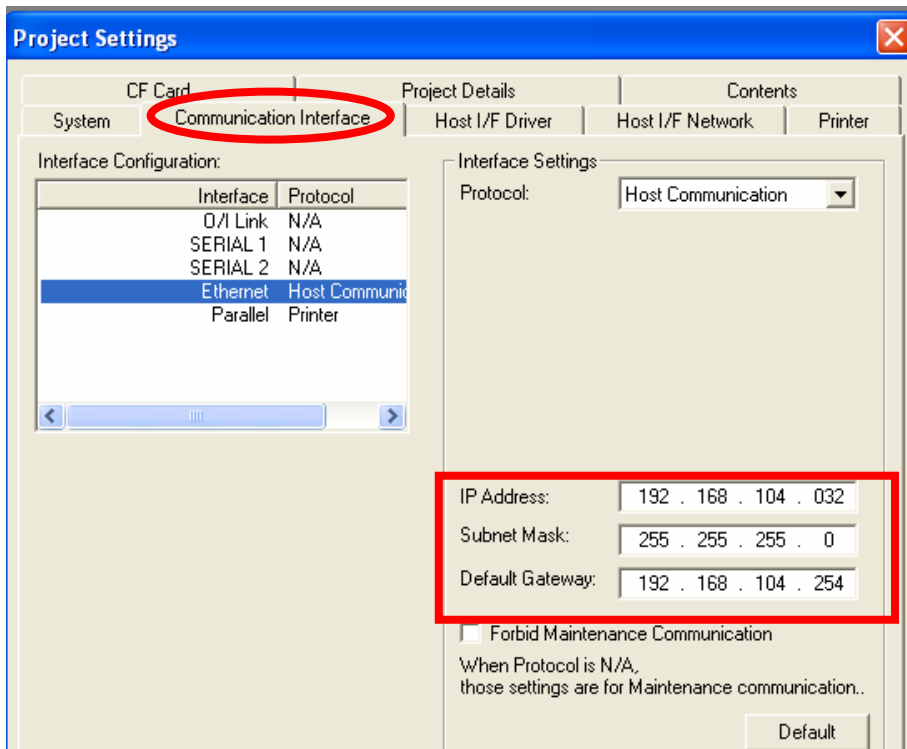 Project Settings
CF Card Project Details Contents
System Communication Interface Host I/F Driver Host I/F Network Printer
Interface Configuration:
Interface Protocol
O/I Link N/A
SERIAL 1 N/A
SERIAL 2 N/A
Ethernet Host Communic
Parallel Printer
Interface Settings
Protocol: Host Communication
IP Address: 192 . 168 . 104 . 032
Subnet Mask: 255 . 255 . 255 . 0
Default Gateway: 192 . 168 . 104 . 254
Forbid Maintenance Communication
When Protocol is N/A,
those settings are for Maintenance communication..
Default